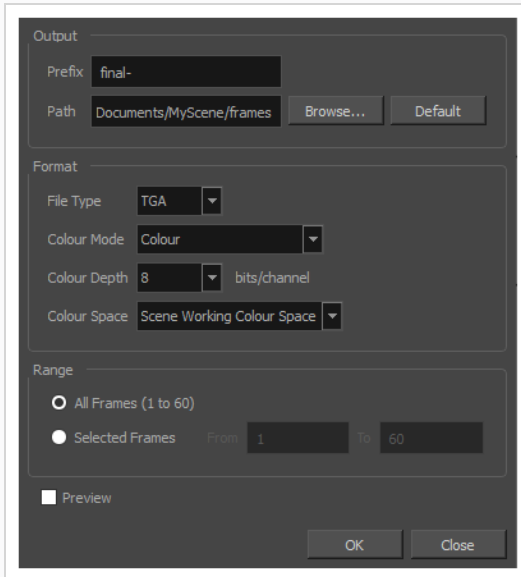 Output
Prefix final-
Path Documents/MyScene/frames Browse... Default
Format
File Type TGA
Colour Mode Colour
Colour Depth 8 bits/channel
Colour Space Scene Working Colour Space
Range
All Frames (1 to 60)
Selected Frames From 1 To 60
Preview
OK Close